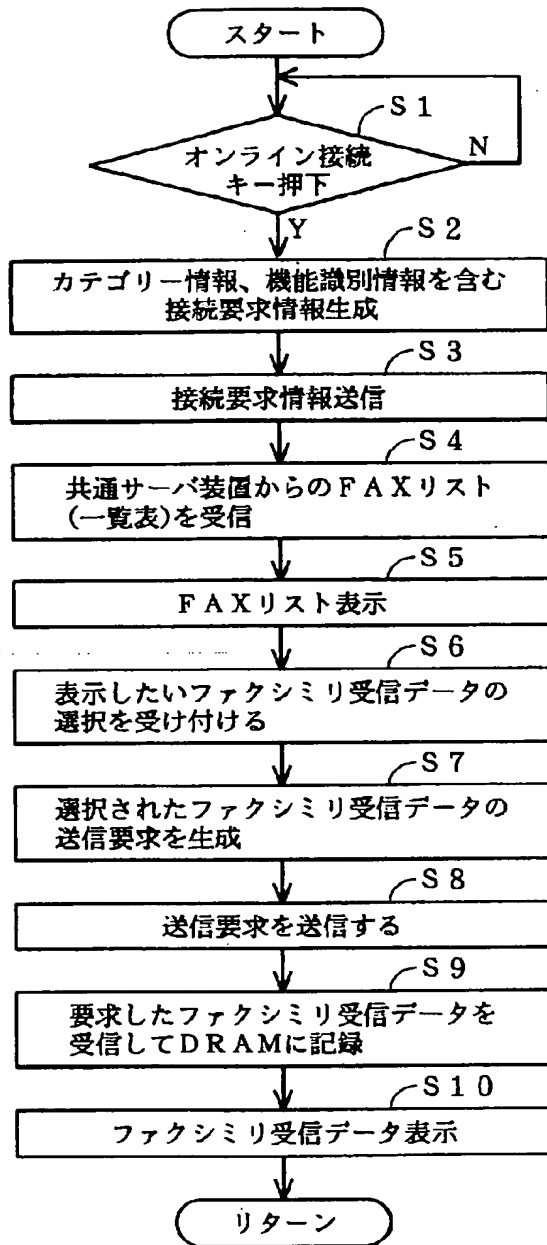 スタート
S1
オンライン接続
キー押下
N
Y
S2
カテゴリー情報、機能識別情報を含む
接続要求情報生成
S3
接続要求情報送信
S4
共通サーバ装置からのFAXリスト
(一覧表)を受信
S5
FAXリスト表示
S6
表示したいファクシミリ受信データの
選択を受け付ける
S7
選択されたファクシミリ受信データの
送信要求を生成
S8
送信要求を送信する
S9
要求したファクシミリ受信データを
受信してDRAMに記録
S10
ファクシミリ受信データ表示
リターン